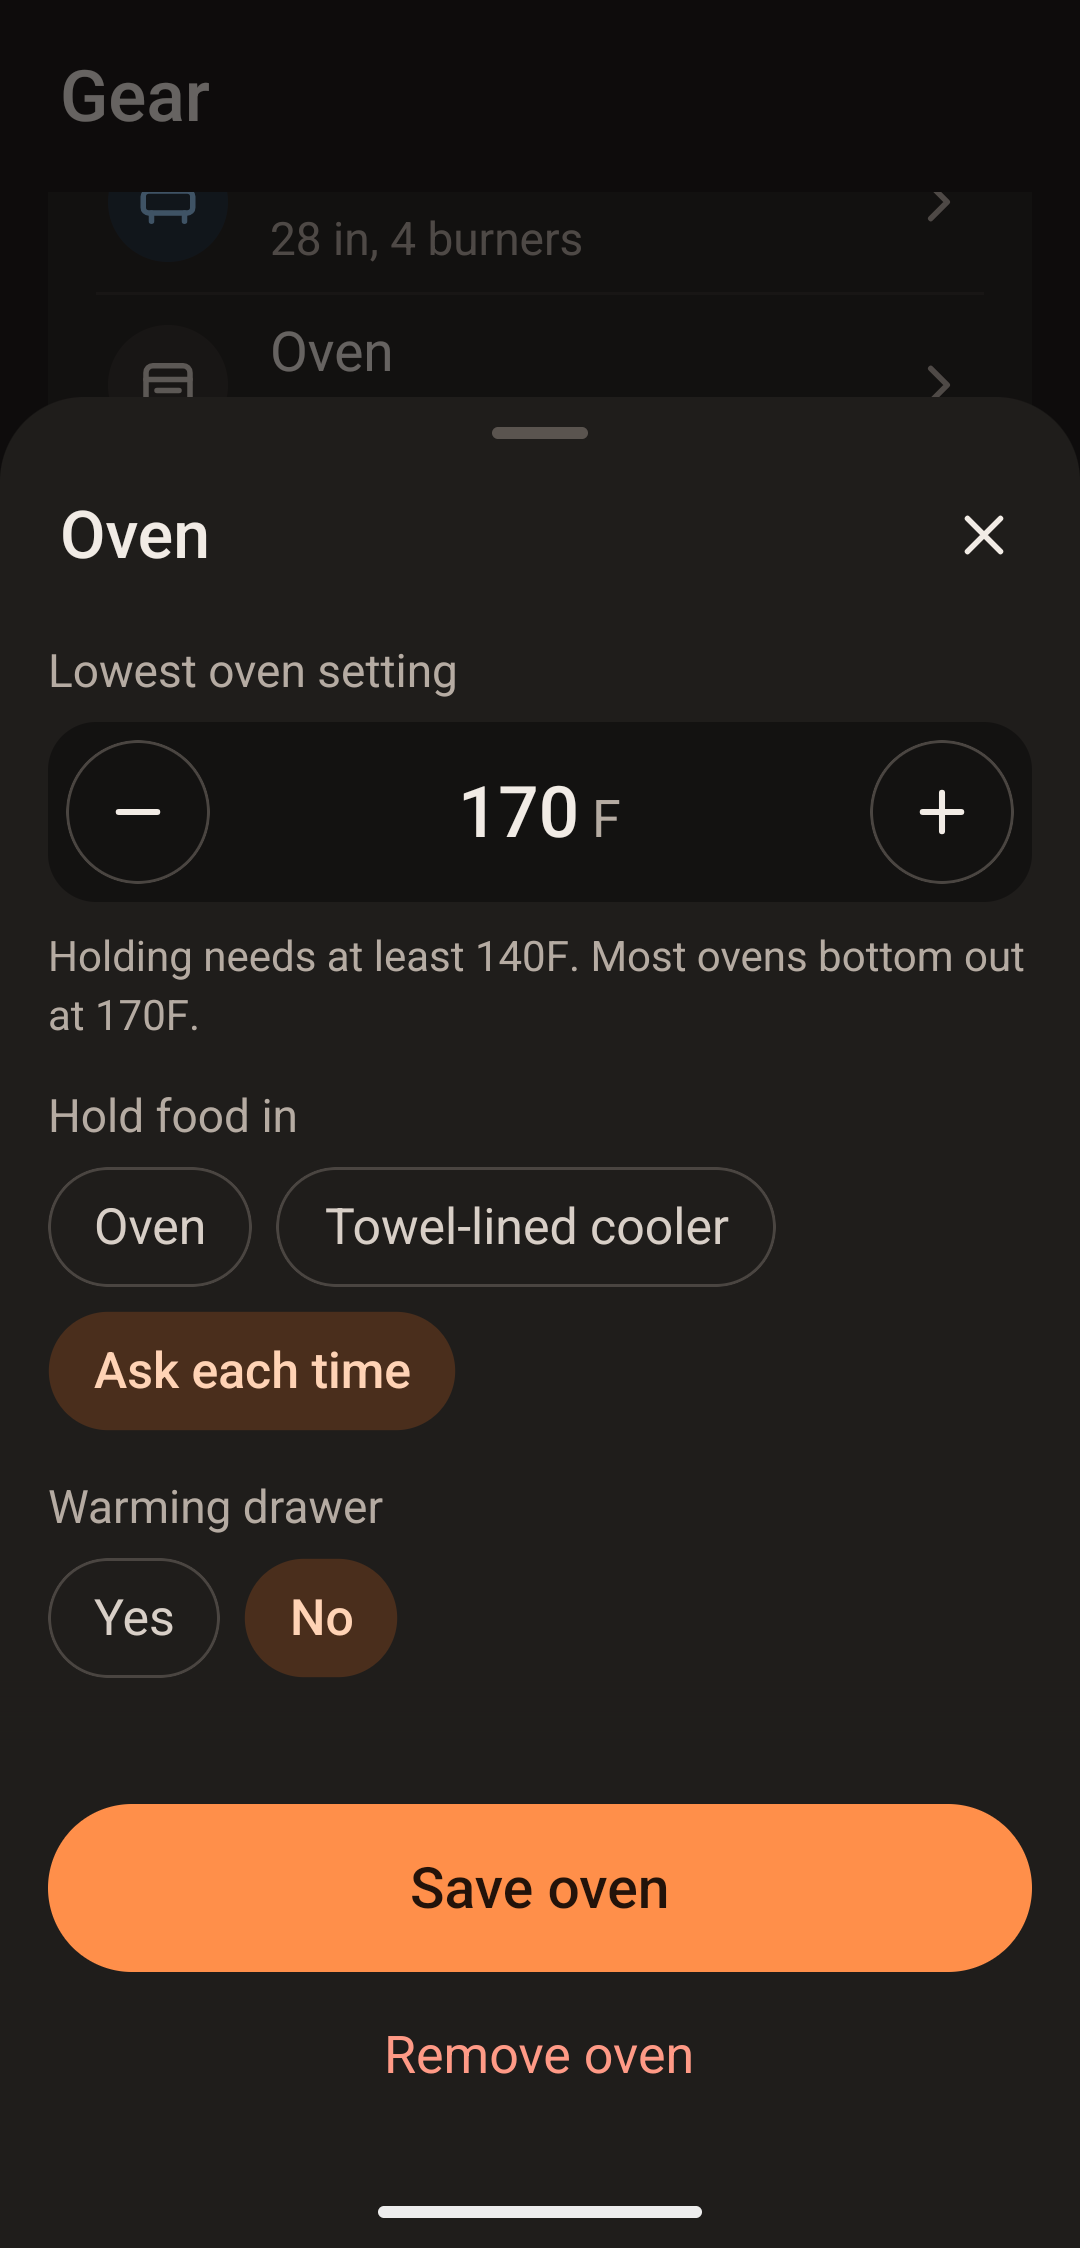 Gear
28 in, 4 burners
Oven
Oven
Lowest oven setting
170 F
Holding needs at least 140F. Most ovens bottom out
at 170F.
Hold food in
Oven
Towel-lined cooler
Ask each time
Warming drawer
Yes
No
Save oven
Remove oven